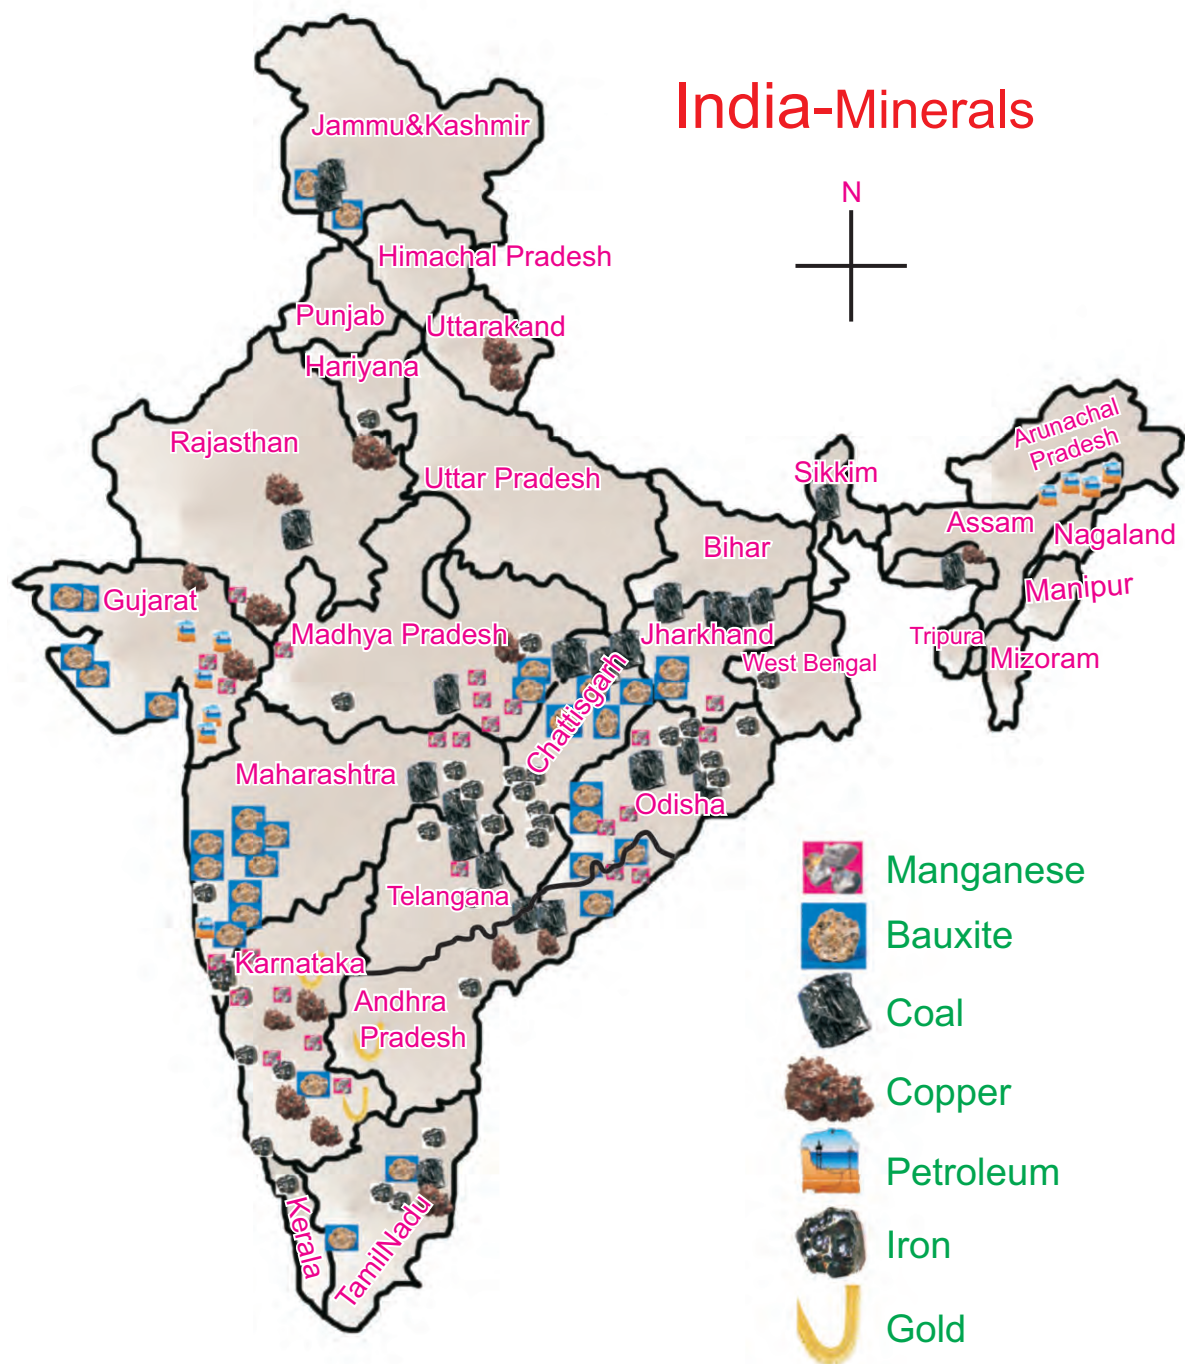 India-Minerals
N
Jammu&Kashmir
Himachal Pradesh
Punjab
Uttarakand
Hariyana
Rajasthan
Uttar Pradesh
Sikkim
Arunachal
Pradesh
Assam
Nagaland
Bihar
Manipur
Gujarat
Madhya Pradesh
Jharkhand
Tripura
Mizoram
West Bengal
Chattisgarh
Maharashtra
Odisha
Telangana
Karnataka
Andhra
Pradesh
Kerala
TamilNadu
Manganese
Bauxite
Coal
Copper
Petroleum
Iron
Gold